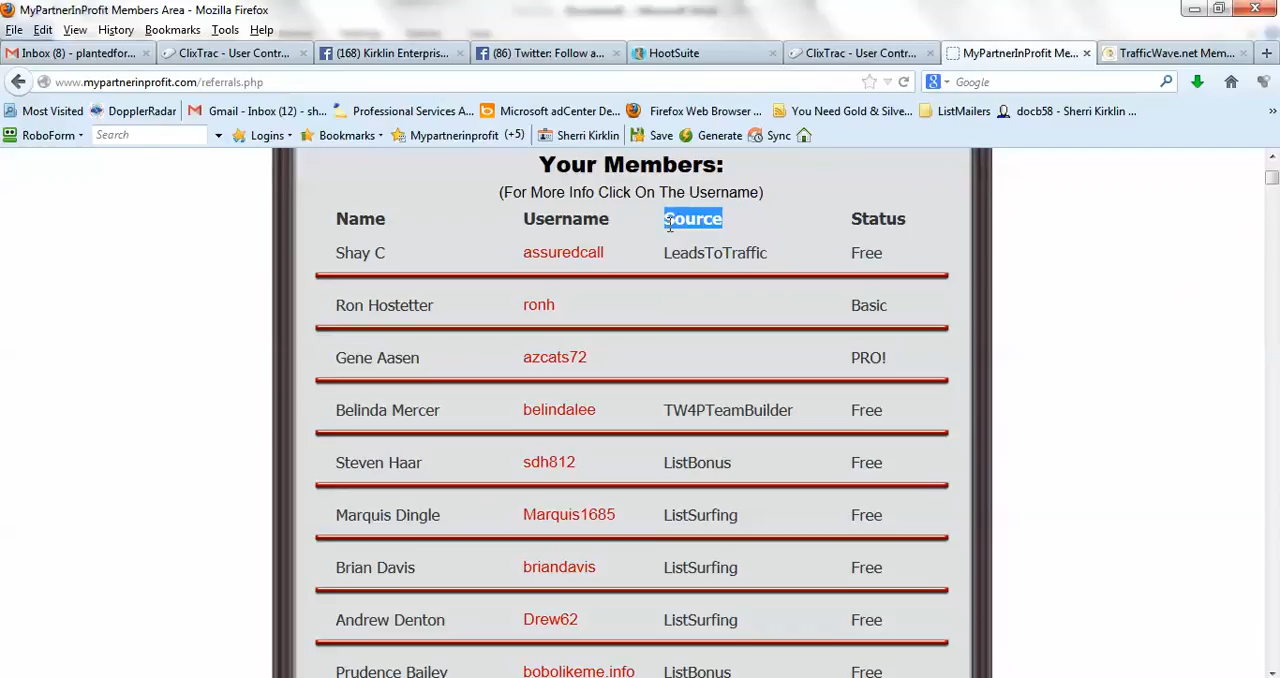 MyPartnerInProfit Members Area - Mozilla Firefox
File Edit View History Bookmarks Tools Help
Inbox (8) - plantedfor... ClixTrac - User Contr... (168) Kirklin Enterpris... (86) Twitter: Follow a... HootSuite ClixTrac - User Contr... MyPartnerInProfit Me... TrafficWave.net Mem...
www.mypartnerinprofit.com/referrals.php Google
Most Visited DopplerRadar Gmail - Inbox (12) - sh... Professional Services A... Microsoft adCenter De... Firefox Web Browser ... You Need Gold & Silve... ListMailers docb58 - Sherri Kirklin ... »
RoboForm Search Logins Bookmarks Mypartnerinprofit (+5) Sherri Kirklin Save Generate Sync
Your Members:
(For More Info Click On The Username)
Name Username Source Status
Shay C assuredcall LeadsToTraffic Free
Ron Hostetter ronh Basic
Gene Aasen azcats72 PRO!
Belinda Mercer belindalee TW4PTeamBuilder Free
Steven Haar sdh812 ListBonus Free
Marquis Dingle Marquis1685 ListSurfing Free
Brian Davis briandavis ListSurfing Free
Andrew Denton Drew62 ListSurfing Free
Prudence Bailey bobolikeme.info ListBonus Free